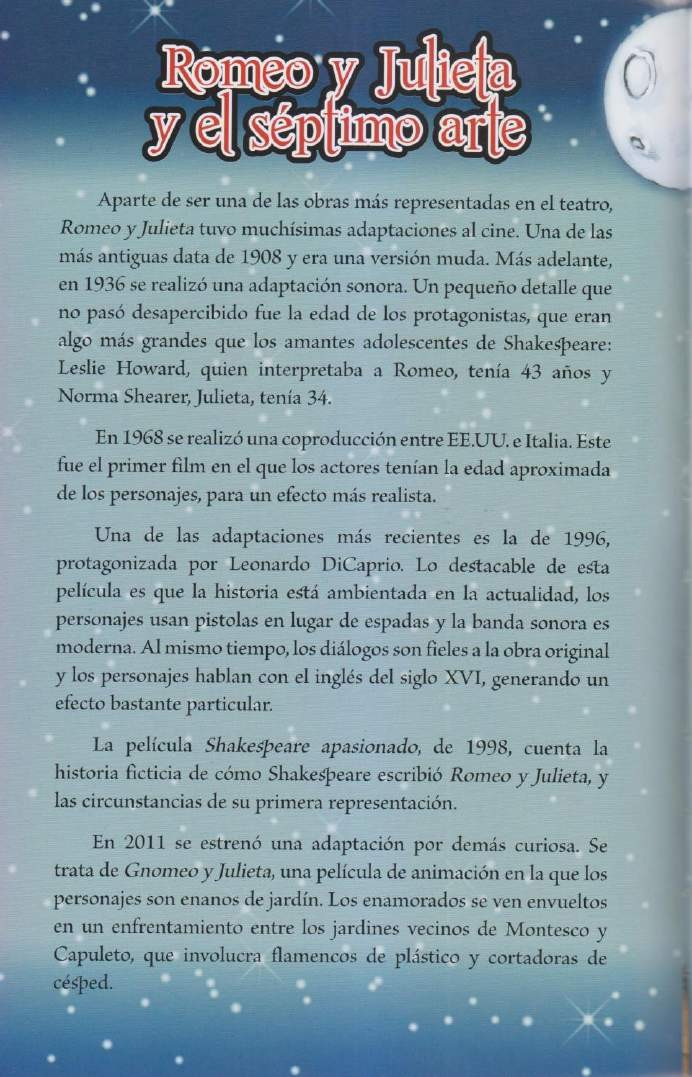 Romeo y Julieta
y el séptimo arte
Aparte de ser una de las obras más representadas en el teatro,
Romeo y Julieta tuvo muchísimas adaptaciones al cine. Una de las
más antiguas data de 1908 y era una versión muda. Más adelante,
en 1936 se realizó una adaptación sonora. Un pequeño detalle que
no pasó desapercibido fue la edad de los protagonistas, que eran
algo más grandes que los amantes adolescentes de Shakespeare:
Leslie Howard, quien interpretaba a Romeo, tenía 43 años y
Norma Shearer, Julieta, tenía 34.
En 1968 se realizó una coproducción entre EE.UU. e Italia. Este
fue el primer film en el que los actores tenían la edad aproximada
de los personajes, para un efecto más realista.
Una de las adaptaciones más recientes es la de 1996,
protagonizada por Leonardo DiCaprio. Lo destacable de esta
película es que la historia está ambientada en la actualidad, los
personajes usan pistolas en lugar de espadas y la banda sonora es
moderna. Al mismo tiempo, los diálogos son fieles a la obra original
y los personajes hablan con el inglés del siglo XVI, generando un
efecto bastante particular.
La película Shakespeare apasionado, de 1998, cuenta la
historia ficticia de cómo Shakespeare escribió Romeo y Julieta, y
las circunstancias de su primera representación.
En 2011 se estrenó una adaptación por demás curiosa. Se
trata de Gnomeo y Julieta, una película de animación en la que los
personajes son enanos de jardín. Los enamorados se ven envueltos
en un enfrentamiento entre los jardines vecinos de Montesco y
Capuleto, que involucra flamencos de plástico y cortadoras de
césped.